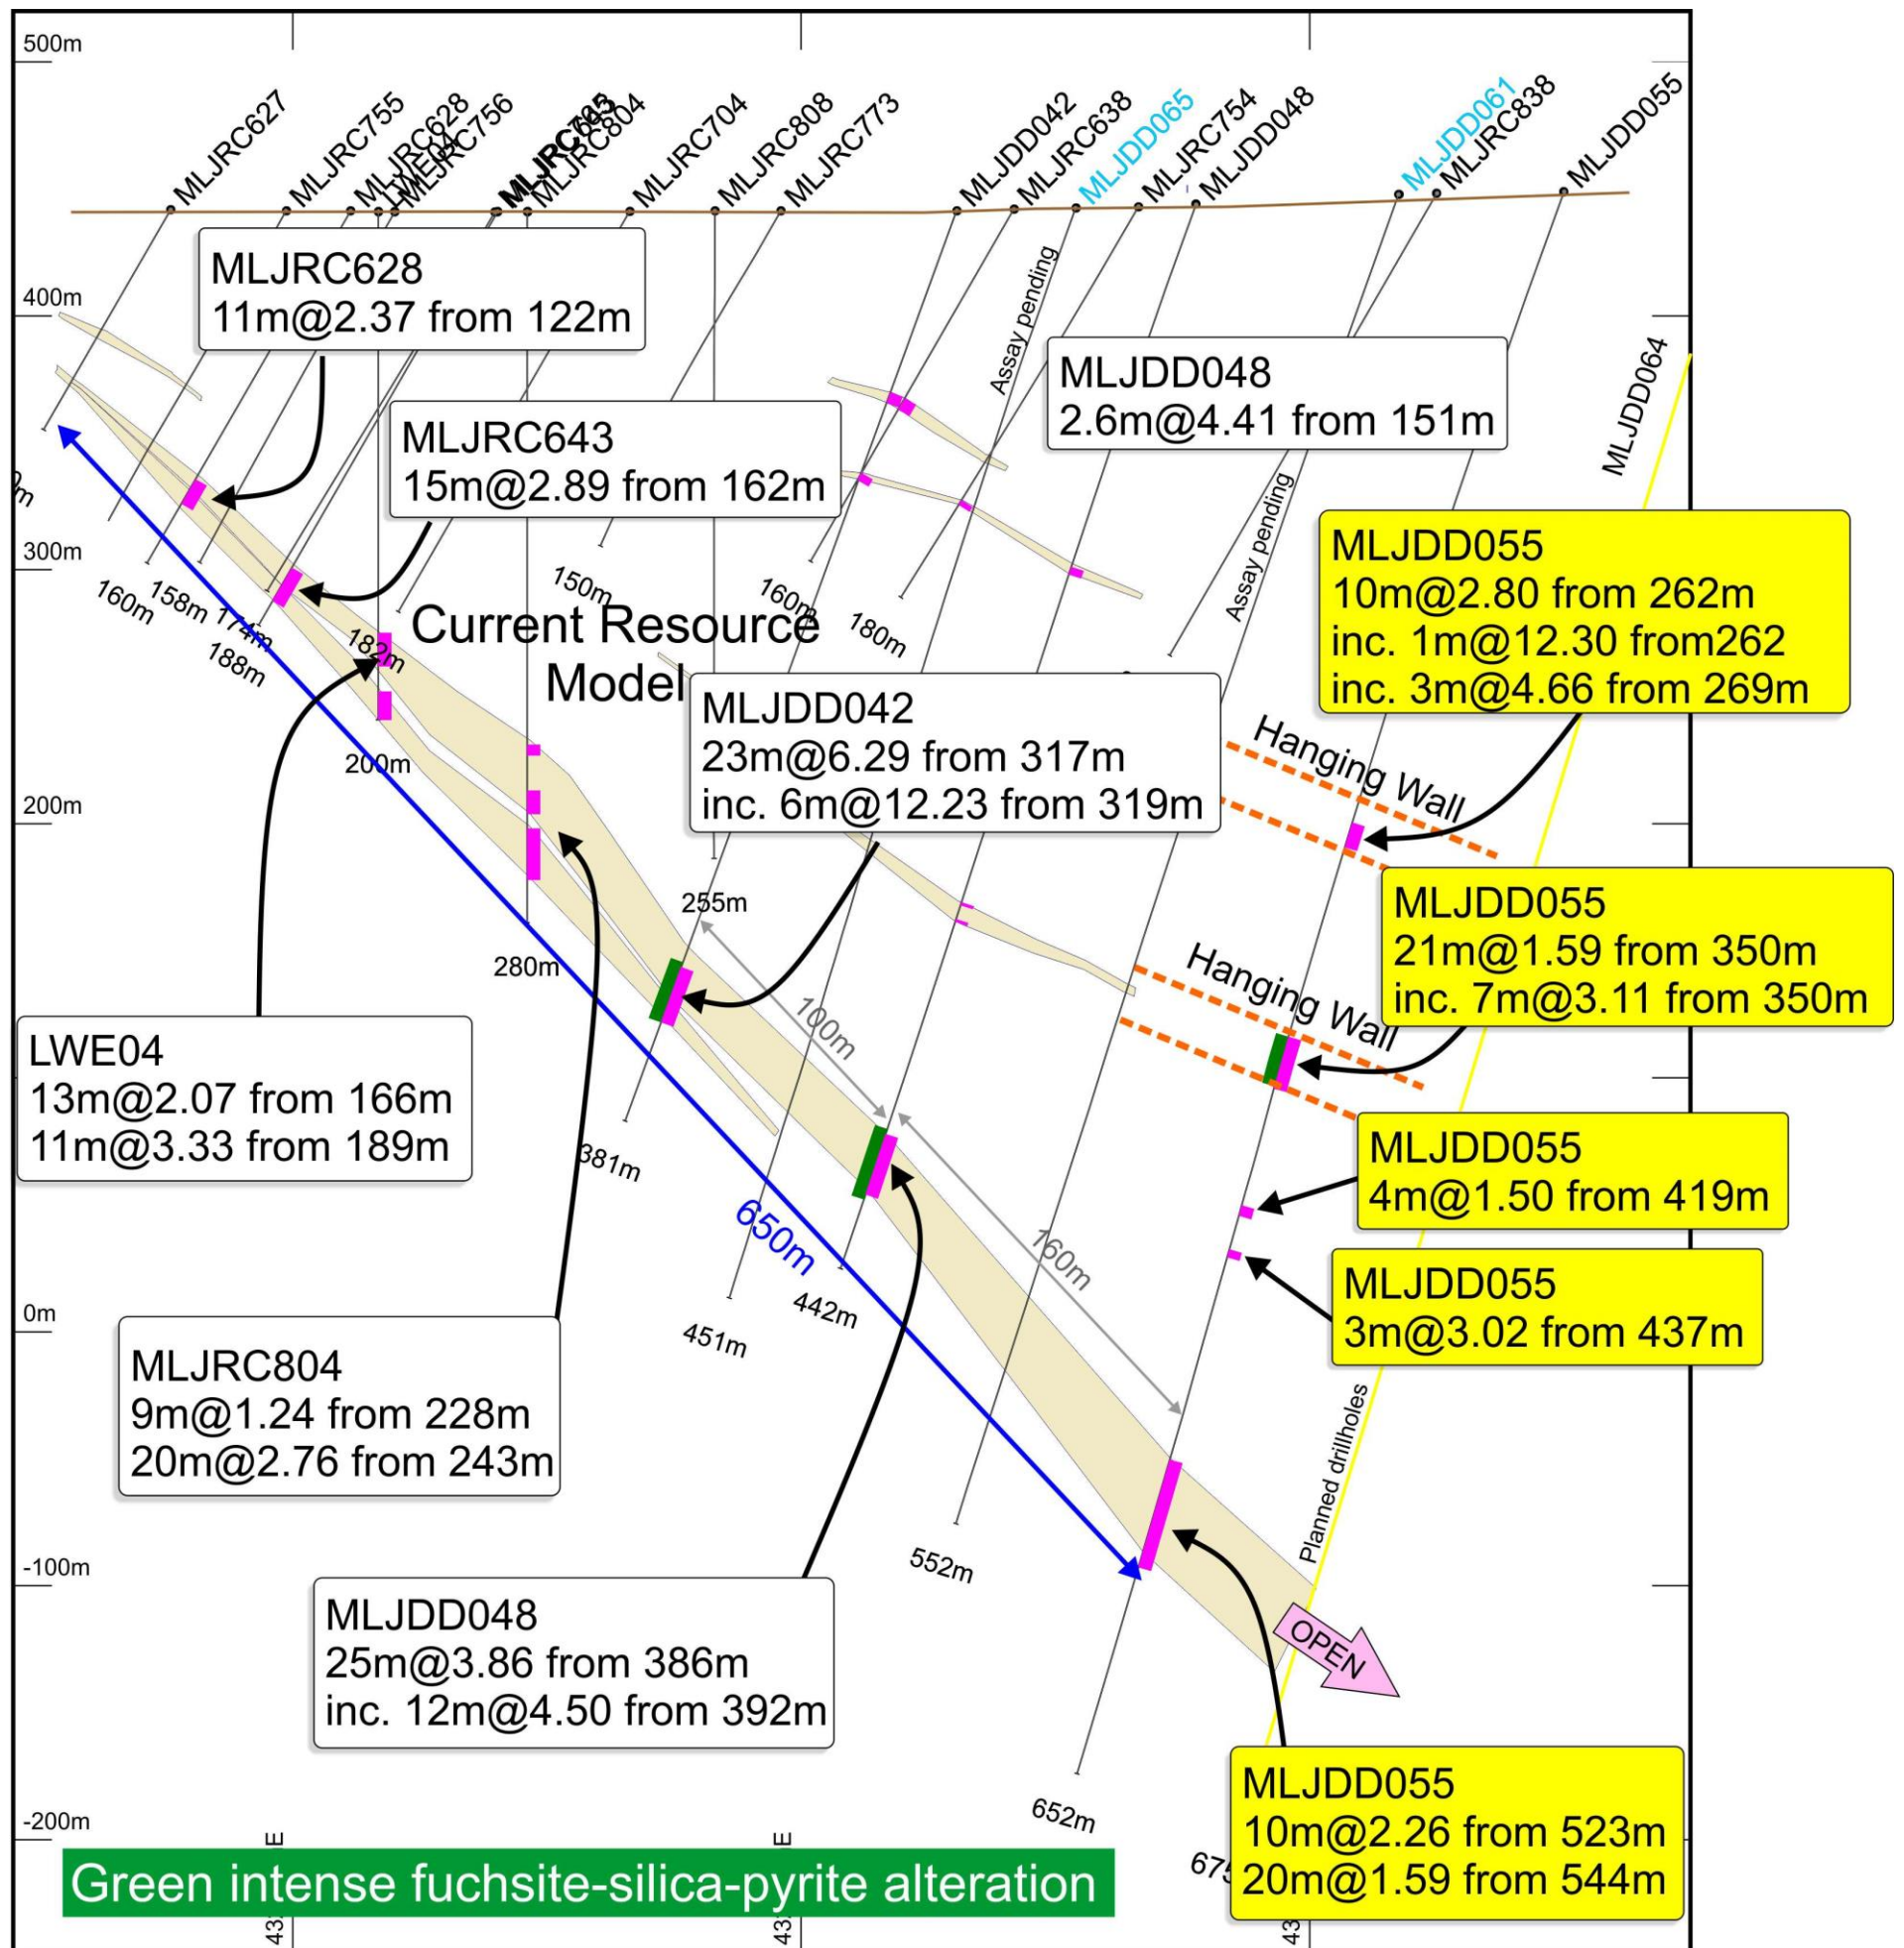 500m
MLJRC627
MLJRC755
MLJRC628
LWE04
MLJRC756
MLJRC804
MLJRC704
MLJRC808
MLJRC773
MLJDD042
MLJRC638
MLJDD065
MLJRC754
MLJDD048
MLJDD061
MLJRC838
MLJDD055
MLJRC628
11m@2.37 from 122m
400m
Assay pending
MLJDD048
2.6m@4.41 from 151m
MLJDD064
MLJRC643
15m@2.89 from 162m
Assay pending
300m
160m
158m
174m
188m
182m
150m
160m
180m
MLJDD055
10m@2.80 from 262m
inc. 1m@12.30 from262
inc. 3m@4.66 from 269m
Current Resource
Model
MLJDD042
23m@6.29 from 317m
inc. 6m@12.23 from 319m
Hanging Wall
200m
200m
255m
280m
MLJDD055
21m@1.59 from 350m
inc. 7m@3.11 from 350m
Hanging Wall
100m
LWE04
13m@2.07 from 166m
11m@3.33 from 189m
381m
MLJDD055
4m@1.50 from 419m
650m
160m
442m
451m
MLJDD055
3m@3.02 from 437m
0m
MLJRC804
9m@1.24 from 228m
20m@2.76 from 243m
Planned drillholes
552m
-100m
MLJDD048
25m@3.86 from 386m
inc. 12m@4.50 from 392m
OPEN
652m
MLJDD055
10m@2.26 from 523m
20m@1.59 from 544m
-200m
Green intense fuchsite-silica-pyrite alteration